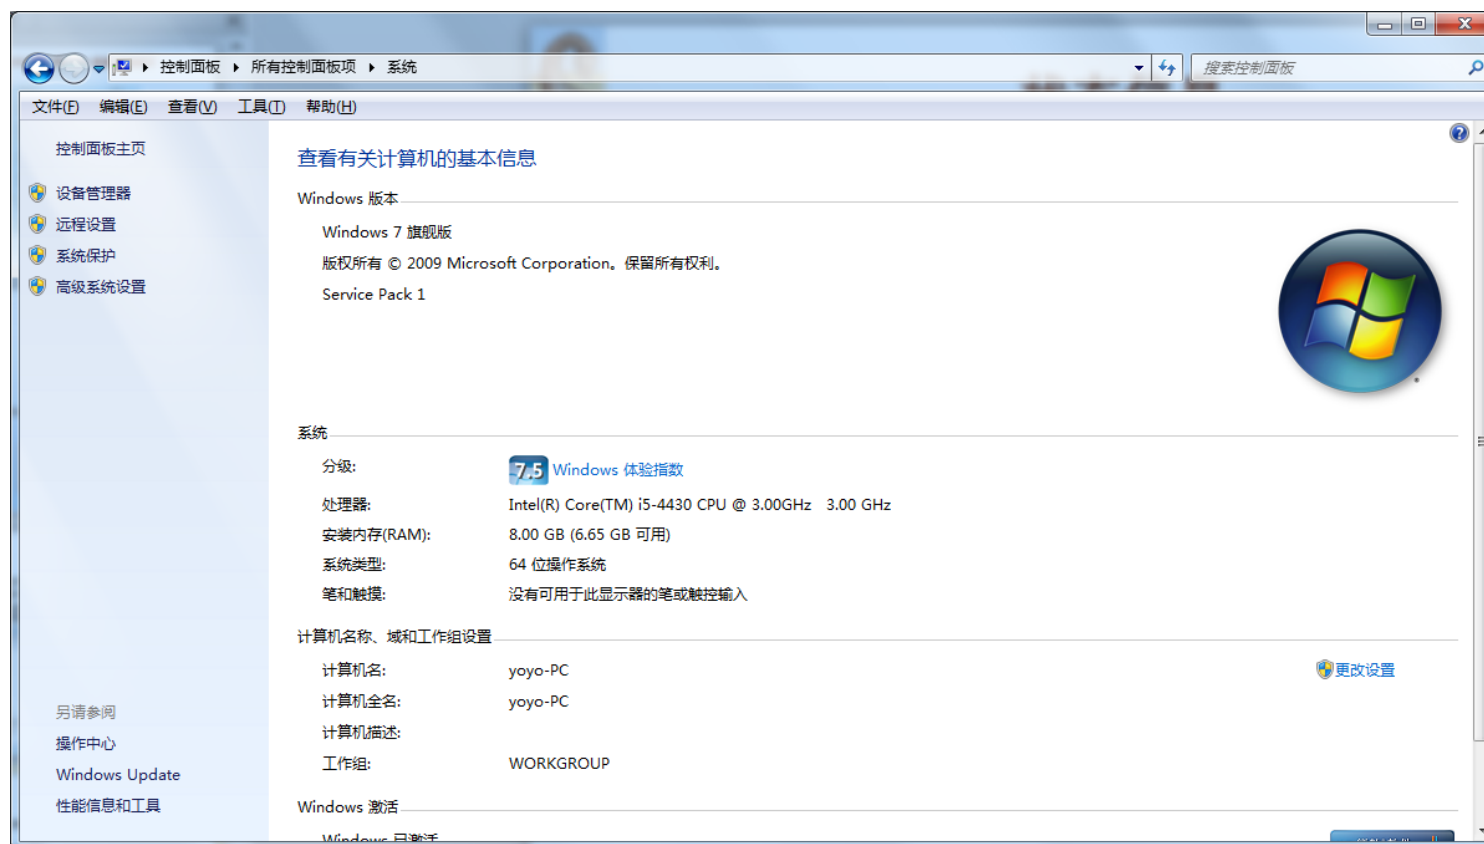 控制面板 所有控制面板项 系统 搜索控制面板
文件(F) 编辑(E) 查看(V) 工具(T) 帮助(H)
控制面板主页
设备管理器
远程设置
系统保护
高级系统设置
另请参阅
操作中心
Windows Update
性能信息和工具
查看有关计算机的基本信息
Windows 版本
Windows 7 旗舰版
版权所有 © 2009 Microsoft Corporation。保留所有权利。
Service Pack 1
系统
分级: 7.5 Windows 体验指数
处理器: Intel(R) Core(TM) i5-4430 CPU @ 3.00GHz 3.00 GHz
安装内存(RAM): 8.00 GB (6.65 GB 可用)
系统类型: 64 位操作系统
笔和触摸: 没有可用于此显示器的笔或触控输入
计算机名称、域和工作组设置
计算机名: yoyo-PC 更改设置
计算机全名: yoyo-PC
计算机描述:
工作组: WORKGROUP
Windows 激活
Windows 已激活